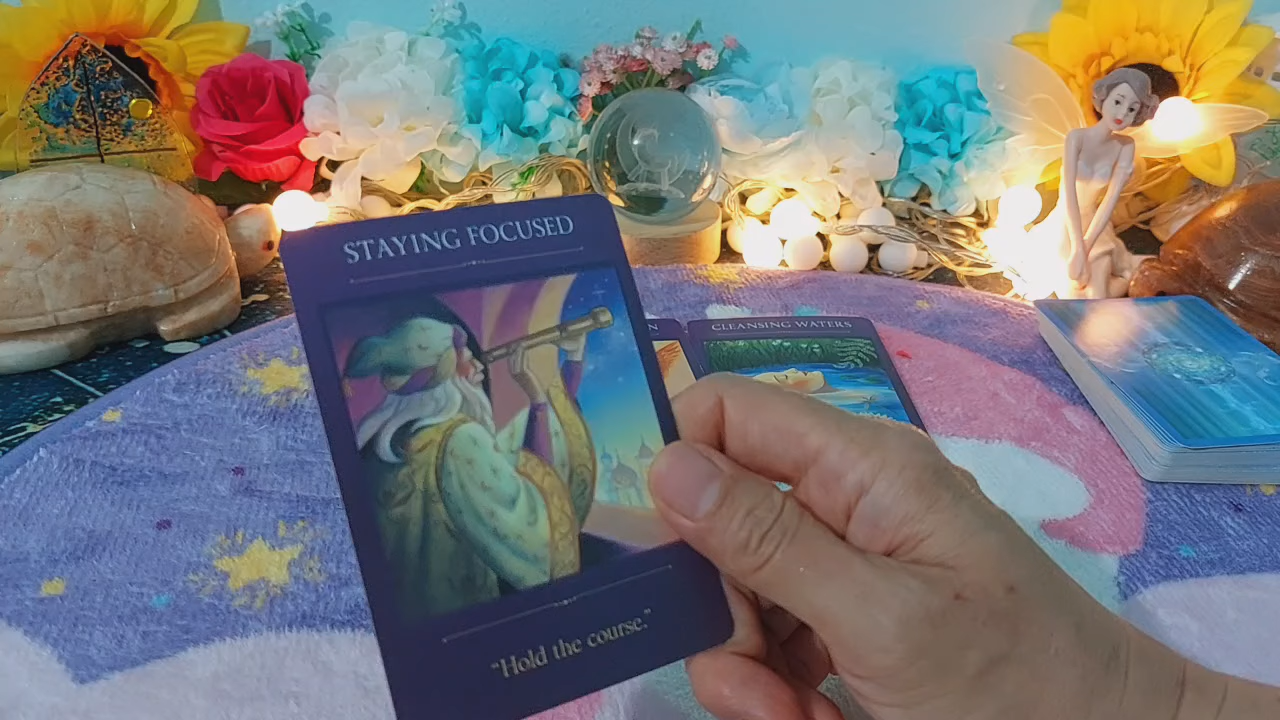 STAYING FOCUSED
N
CLEANSING WATERS
"Hold the course."